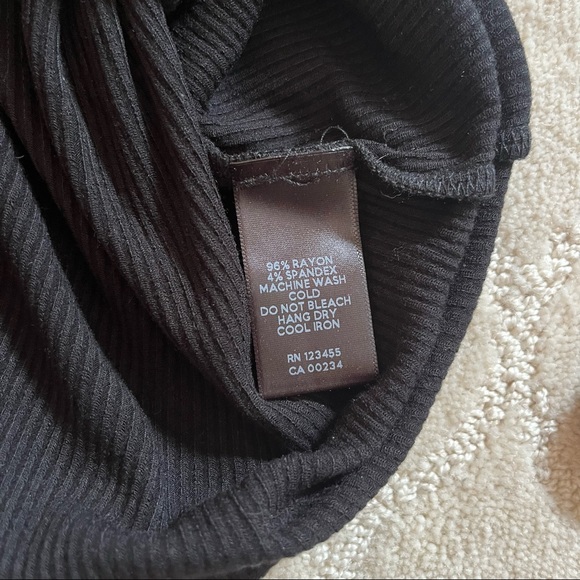 96% RAYON
4% SPANDEX
MACHINE WASH
COLD
DO NOT BLEACH
HANG DRY
COOL IRON
RN 123455
CA 00234